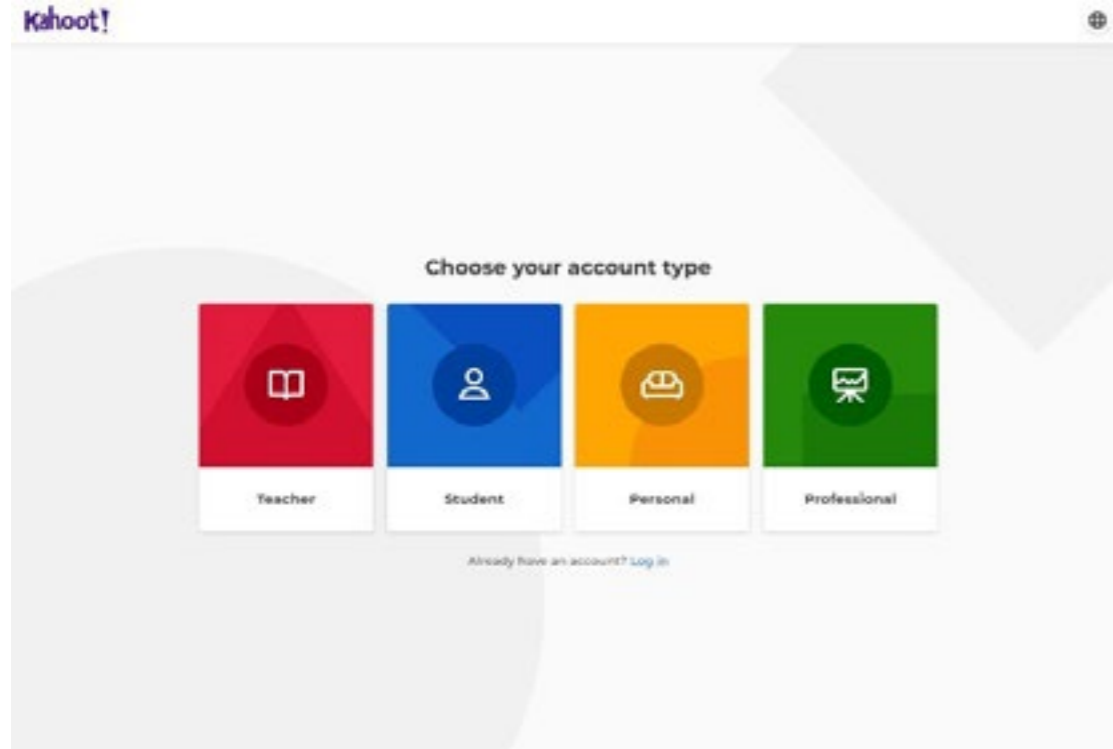 Kahoot!
Choose your account type
Teacher
Student
Personal
Professional
Already have an account? Log in